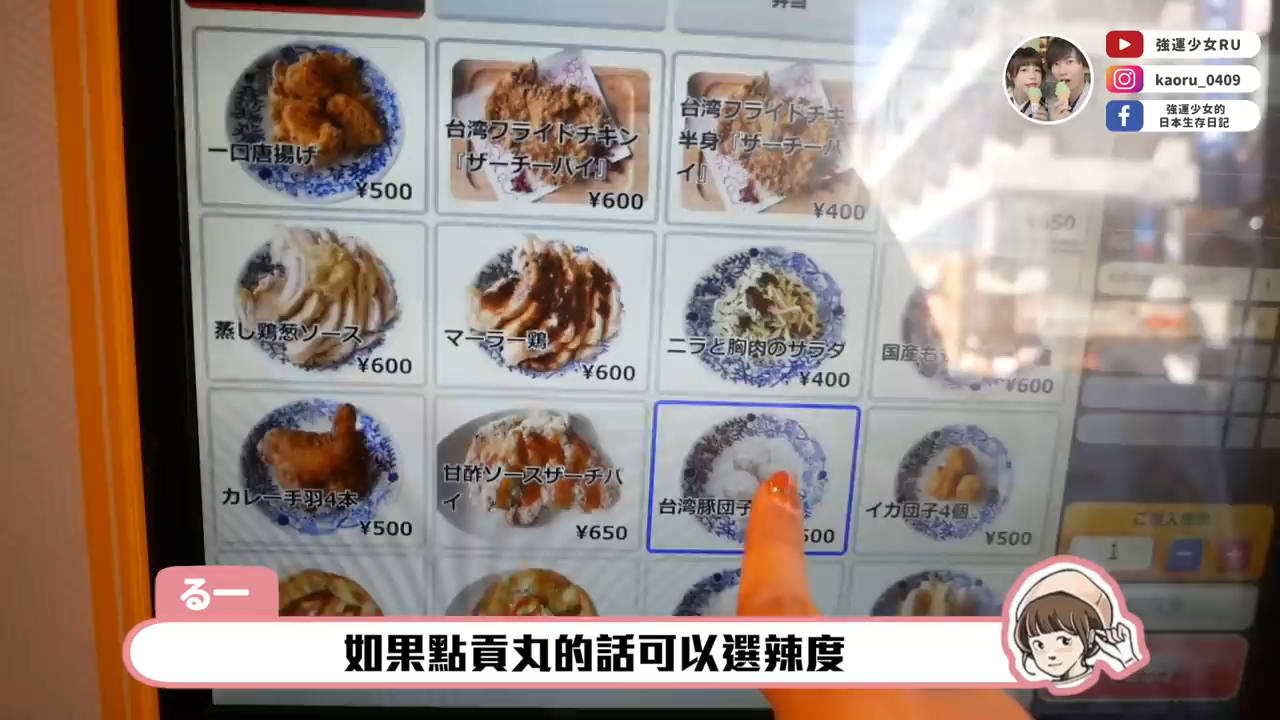 弁当
強運少女RU
kaoru_0409
強運少女的
日本生存日記
一口唐揚げ
¥500
台湾フライドチキン
『ザーチーパイ』
¥600
台湾フライドチキ
半身『ザーチーパ
イ』
¥400
蒸し鶏葱ソース
¥600
マーラー鶏
¥600
ニラと胸肉のサラダ
¥400
国産も
¥600
カレー手羽4本
¥500
甘酢ソースザーチパ
イ
¥650
台湾豚団子
500
イカ団子4個
¥500
1
るー
如果點貢丸的話可以選辣度